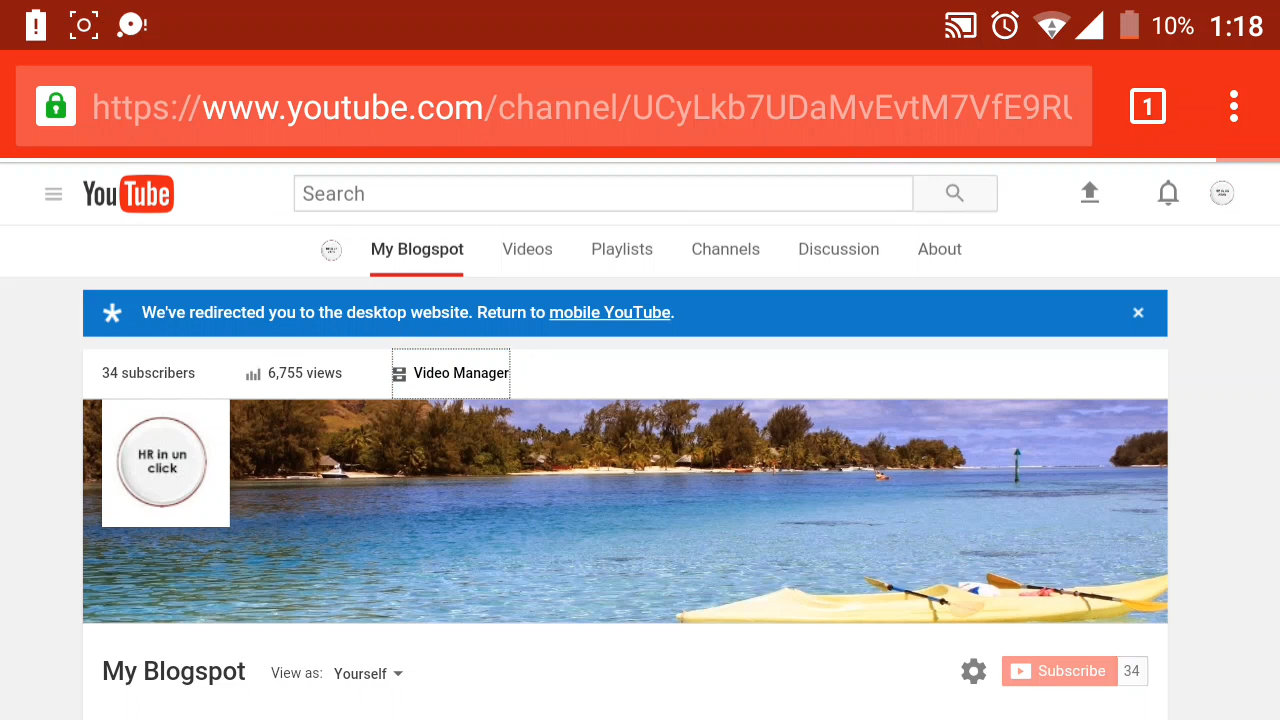 10% 1:18
https://www.youtube.com/channel/UCyLkb7UDaMvEvtM7VfE9RU
1
YouTube
Search
My Blogspot Videos Playlists Channels Discussion About
We've redirected you to the desktop website. Return to mobile YouTube.
34 subscribers 6,755 views Video Manager
HR in un
click
My Blogspot View as: Yourself Subscribe 34